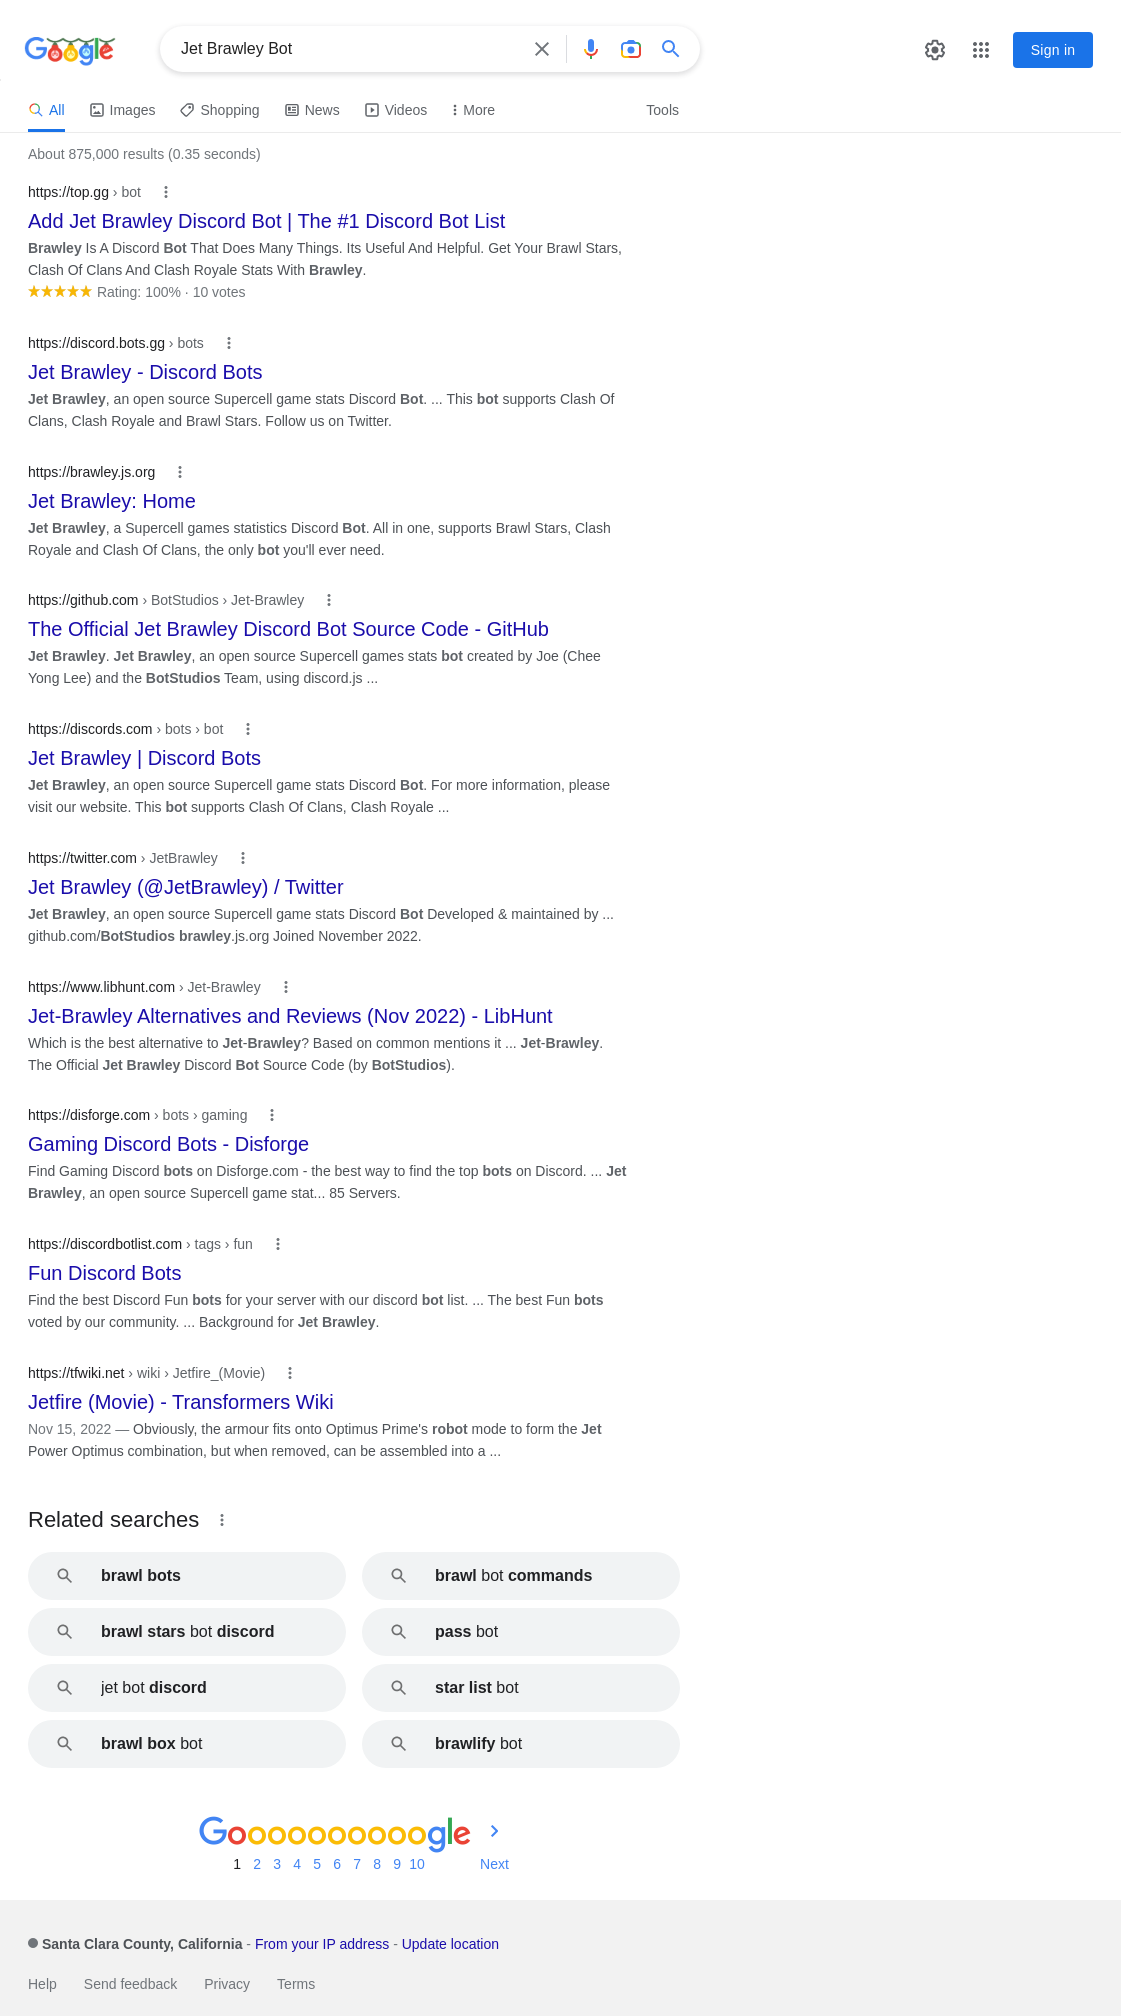 Google
Jet Brawley Bot
Sign in
All
Images
Shopping
News
Videos
More
Tools
About 875,000 results (0.35 seconds)
https://top.gg › bot
Add Jet Brawley Discord Bot | The #1 Discord Bot List
Brawley Is A Discord Bot That Does Many Things. Its Useful And Helpful. Get Your Brawl Stars,
Clash Of Clans And Clash Royale Stats With Brawley.
Rating: 100% · 10 votes
https://discord.bots.gg › bots
Jet Brawley - Discord Bots
Jet Brawley, an open source Supercell game stats Discord Bot. ... This bot supports Clash Of
Clans, Clash Royale and Brawl Stars. Follow us on Twitter.
https://brawley.js.org
Jet Brawley: Home
Jet Brawley, a Supercell games statistics Discord Bot. All in one, supports Brawl Stars, Clash
Royale and Clash Of Clans, the only bot you'll ever need.
https://github.com › BotStudios › Jet-Brawley
The Official Jet Brawley Discord Bot Source Code - GitHub
Jet Brawley. Jet Brawley, an open source Supercell games stats bot created by Joe (Chee
Yong Lee) and the BotStudios Team, using discord.js ...
https://discords.com › bots › bot
Jet Brawley | Discord Bots
Jet Brawley, an open source Supercell game stats Discord Bot. For more information, please
visit our website. This bot supports Clash Of Clans, Clash Royale ...
https://twitter.com › JetBrawley
Jet Brawley (@JetBrawley) / Twitter
Jet Brawley, an open source Supercell game stats Discord Bot Developed & maintained by ...
github.com/BotStudios brawley.js.org Joined November 2022.
https://www.libhunt.com › Jet-Brawley
Jet-Brawley Alternatives and Reviews (Nov 2022) - LibHunt
Which is the best alternative to Jet-Brawley? Based on common mentions it ... Jet-Brawley.
The Official Jet Brawley Discord Bot Source Code (by BotStudios).
https://disforge.com › bots › gaming
Gaming Discord Bots - Disforge
Find Gaming Discord bots on Disforge.com - the best way to find the top bots on Discord. ... Jet
Brawley, an open source Supercell game stat... 85 Servers.
https://discordbotlist.com › tags › fun
Fun Discord Bots
Find the best Discord Fun bots for your server with our discord bot list. ... The best Fun bots
voted by our community. ... Background for Jet Brawley.
https://tfwiki.net › wiki › Jetfire_(Movie)
Jetfire (Movie) - Transformers Wiki
Nov 15, 2022 — Obviously, the armour fits onto Optimus Prime's robot mode to form the Jet
Power Optimus combination, but when removed, can be assembled into a ...
Related searches
brawl bots
brawl bot commands
brawl stars bot discord
pass bot
jet bot discord
star list bot
brawl box bot
brawlify bot
Goooooooooogle
1 2 3 4 5 6 7 8 9 10 Next
Santa Clara County, California - From your IP address - Update location
Help
Send feedback
Privacy
Terms